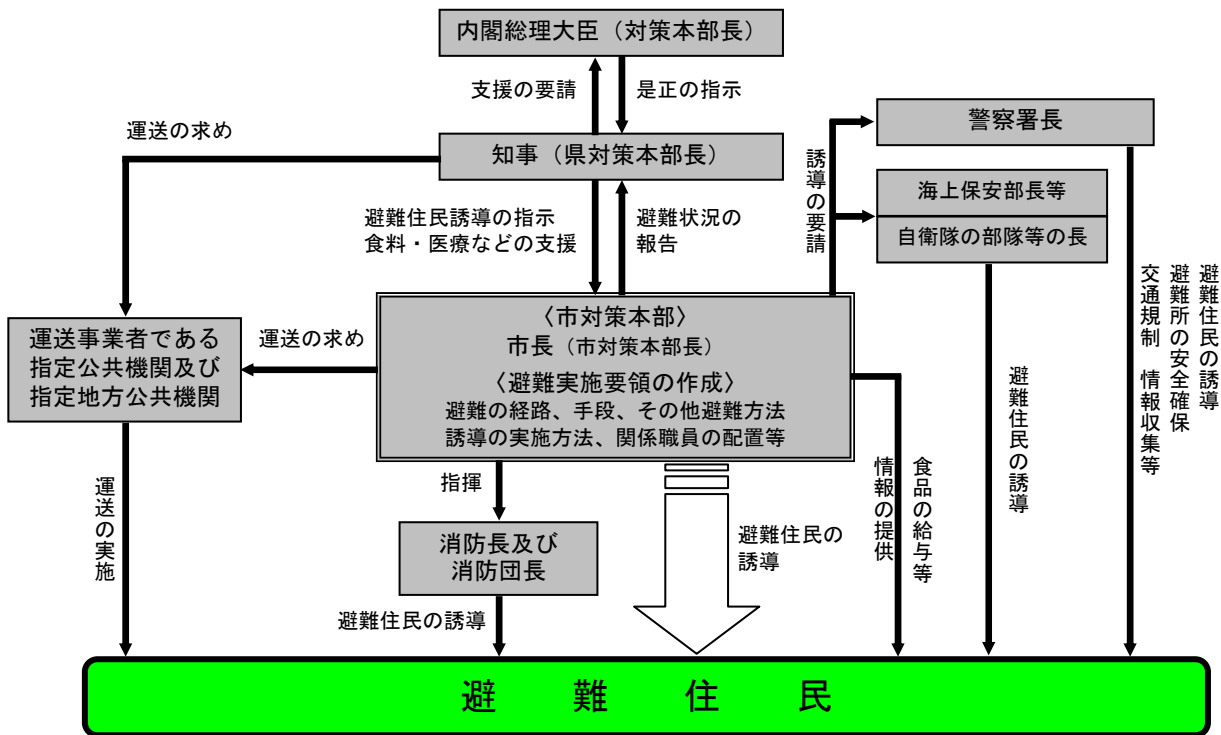 内閣総理大臣（対策本部長）
支援の要請
是正の指示
運送の求め
警察署長
知事（県対策本部長）
誘導の要請
海上保安部長等
自衛隊の部隊等の長
避難住民誘導の指示
食料・医療などの支援
避難状況の
報告
〈市対策本部〉
市長（市対策本部長）
〈避難実施要領の作成〉
避難の経路、手段、その他避難方法
誘導の実施方法、関係職員の配置等
運送の求め
運送事業者である
指定公共機関及び
指定地方公共機関
避難住民の誘導
避難所の安全確保
交通規制　情報収集等
避難住民の誘導
指揮
食品の給与等
情報の提供
運送の実施
消防長及び
消防団長
避難住民の
誘導
避難住民の誘導
避　難　住　民